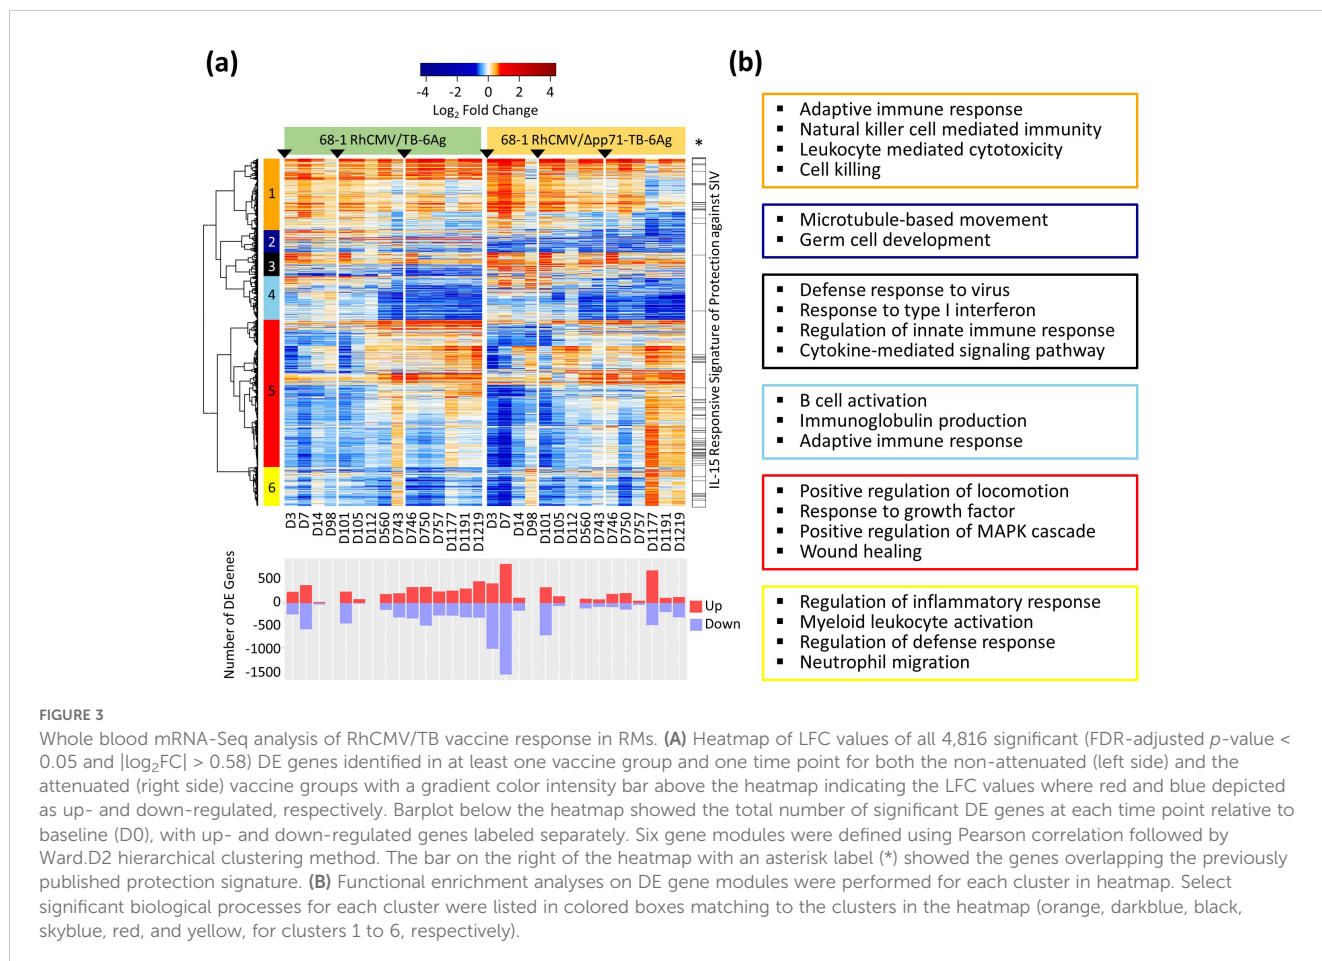 (a)
(b)
-4 -2 0 2 4
Log2 Fold Change
68-1 RhCMV/TB-6Ag
68-1 RhCMV/Δpp71-TB-6Ag
*
1
2
3
4
5
6
IL-15 Responsive Signature of Protection against SIV
D3 D7 D14 D98 D101 D105 D112 D560 D743 D746 D750 D757 D1177 D1191 D1219 D3 D7 D14 D98 D101 D105 D112 D560 D743 D746 D750 D757 D1177 D1191 D1219
Number of DE Genes
500
0
-500
-1000
-1500
Up
Down
▪ Adaptive immune response
▪ Natural killer cell mediated immunity
▪ Leukocyte mediated cytotoxicity
▪ Cell killing
▪ Microtubule-based movement
▪ Germ cell development
▪ Defense response to virus
▪ Response to type I interferon
▪ Regulation of innate immune response
▪ Cytokine-mediated signaling pathway
▪ B cell activation
▪ Immunoglobulin production
▪ Adaptive immune response
▪ Positive regulation of locomotion
▪ Response to growth factor
▪ Positive regulation of MAPK cascade
▪ Wound healing
▪ Regulation of inflammatory response
▪ Myeloid leukocyte activation
▪ Regulation of defense response
▪ Neutrophil migration
FIGURE 3
Whole blood mRNA-Seq analysis of RhCMV/TB vaccine response in RMs. (A) Heatmap of LFC values of all 4,816 significant (FDR-adjusted p-value <
0.05 and |log2FC| > 0.58) DE genes identified in at least one vaccine group and one time point for both the non-attenuated (left side) and the
attenuated (right side) vaccine groups with a gradient color intensity bar above the heatmap indicating the LFC values where red and blue depicted
as up- and down-regulated, respectively. Barplot below the heatmap showed the total number of significant DE genes at each time point relative to
baseline (D0), with up- and down-regulated genes labeled separately. Six gene modules were defined using Pearson correlation followed by
Ward.D2 hierarchical clustering method. The bar on the right of the heatmap with an asterisk label (*) showed the genes overlapping the previously
published protection signature. (B) Functional enrichment analyses on DE gene modules were performed for each cluster in heatmap. Select
significant biological processes for each cluster were listed in colored boxes matching to the clusters in the heatmap (orange, darkblue, black,
skyblue, red, and yellow, for clusters 1 to 6, respectively).